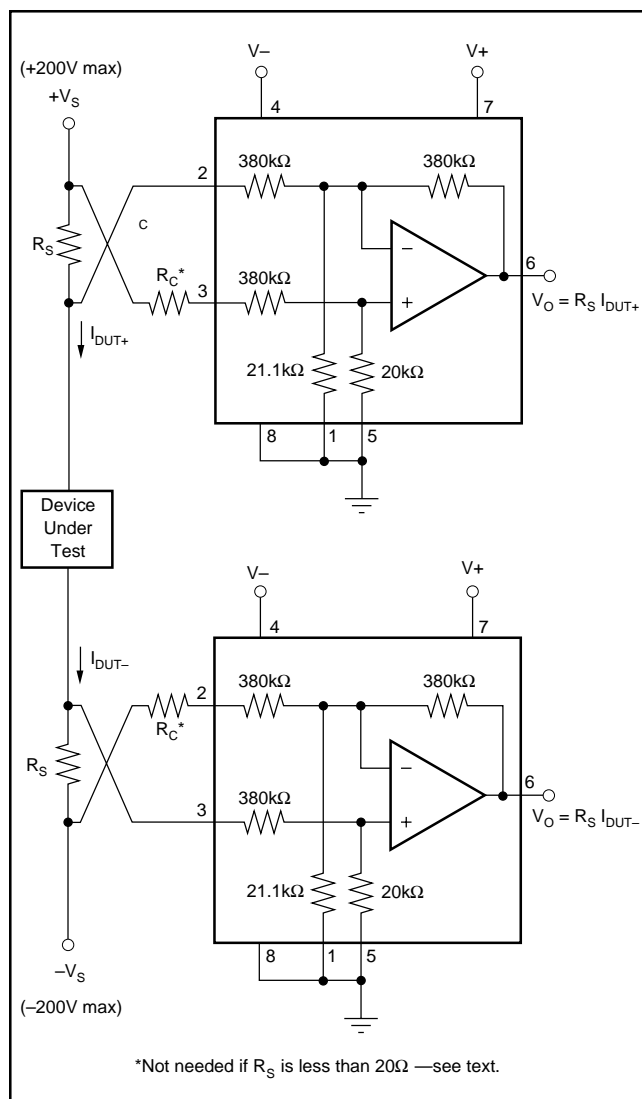 (+200V max)
+VS
V–
4
V+
7
2
380kΩ
380kΩ
C
RS
RC*
3
380kΩ
–
+
6
VO = RS IDUT+
IDUT+
21.1kΩ
20kΩ
8
1
5
Device
Under
Test
V–
4
V+
7
IDUT–
2
380kΩ
380kΩ
RC*
RS
3
380kΩ
–
+
6
VO = RS IDUT–
21.1kΩ
20kΩ
8
1
5
–VS
(–200V max)
*Not needed if RS is less than 20Ω —see text.